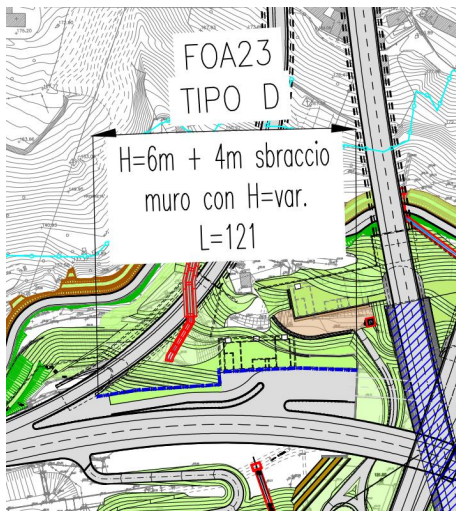 FOA23
TIPO D
H=6m + 4m sbraccio
muro con H=var.
L=121